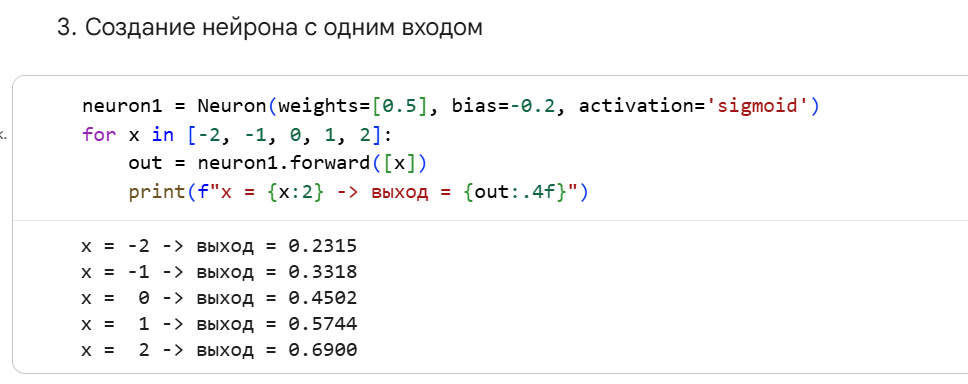 3. Создание нейрона с одним входом
neuron1 = Neuron(weights=[0.5], bias=-0.2, activation='sigmoid')
for x in [-2, -1, 0, 1, 2]:
    out = neuron1.forward([x])
    print(f"x = {x:2} -> выход = {out:.4f}")
x = -2 -> выход = 0.2315
x = -1 -> выход = 0.3318
x =  0 -> выход = 0.4502
x =  1 -> выход = 0.5744
x =  2 -> выход = 0.6900